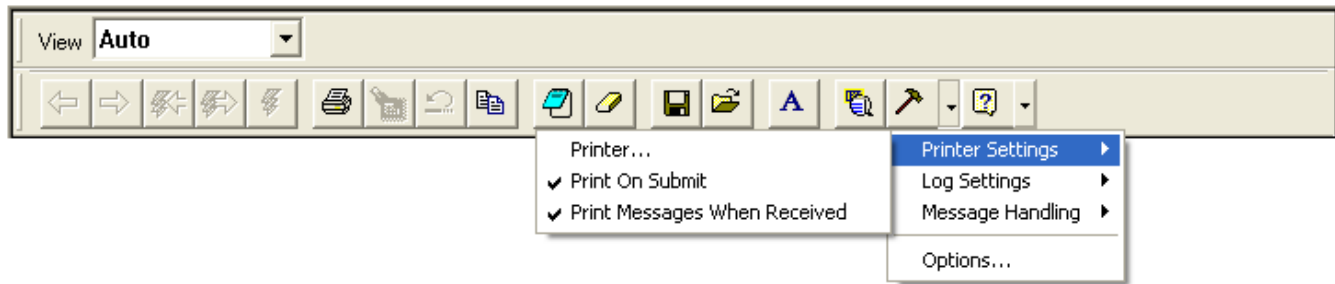 View Auto
A
Printer...
Print On Submit
Print Messages When Received
Printer Settings
Log Settings
Message Handling
Options...